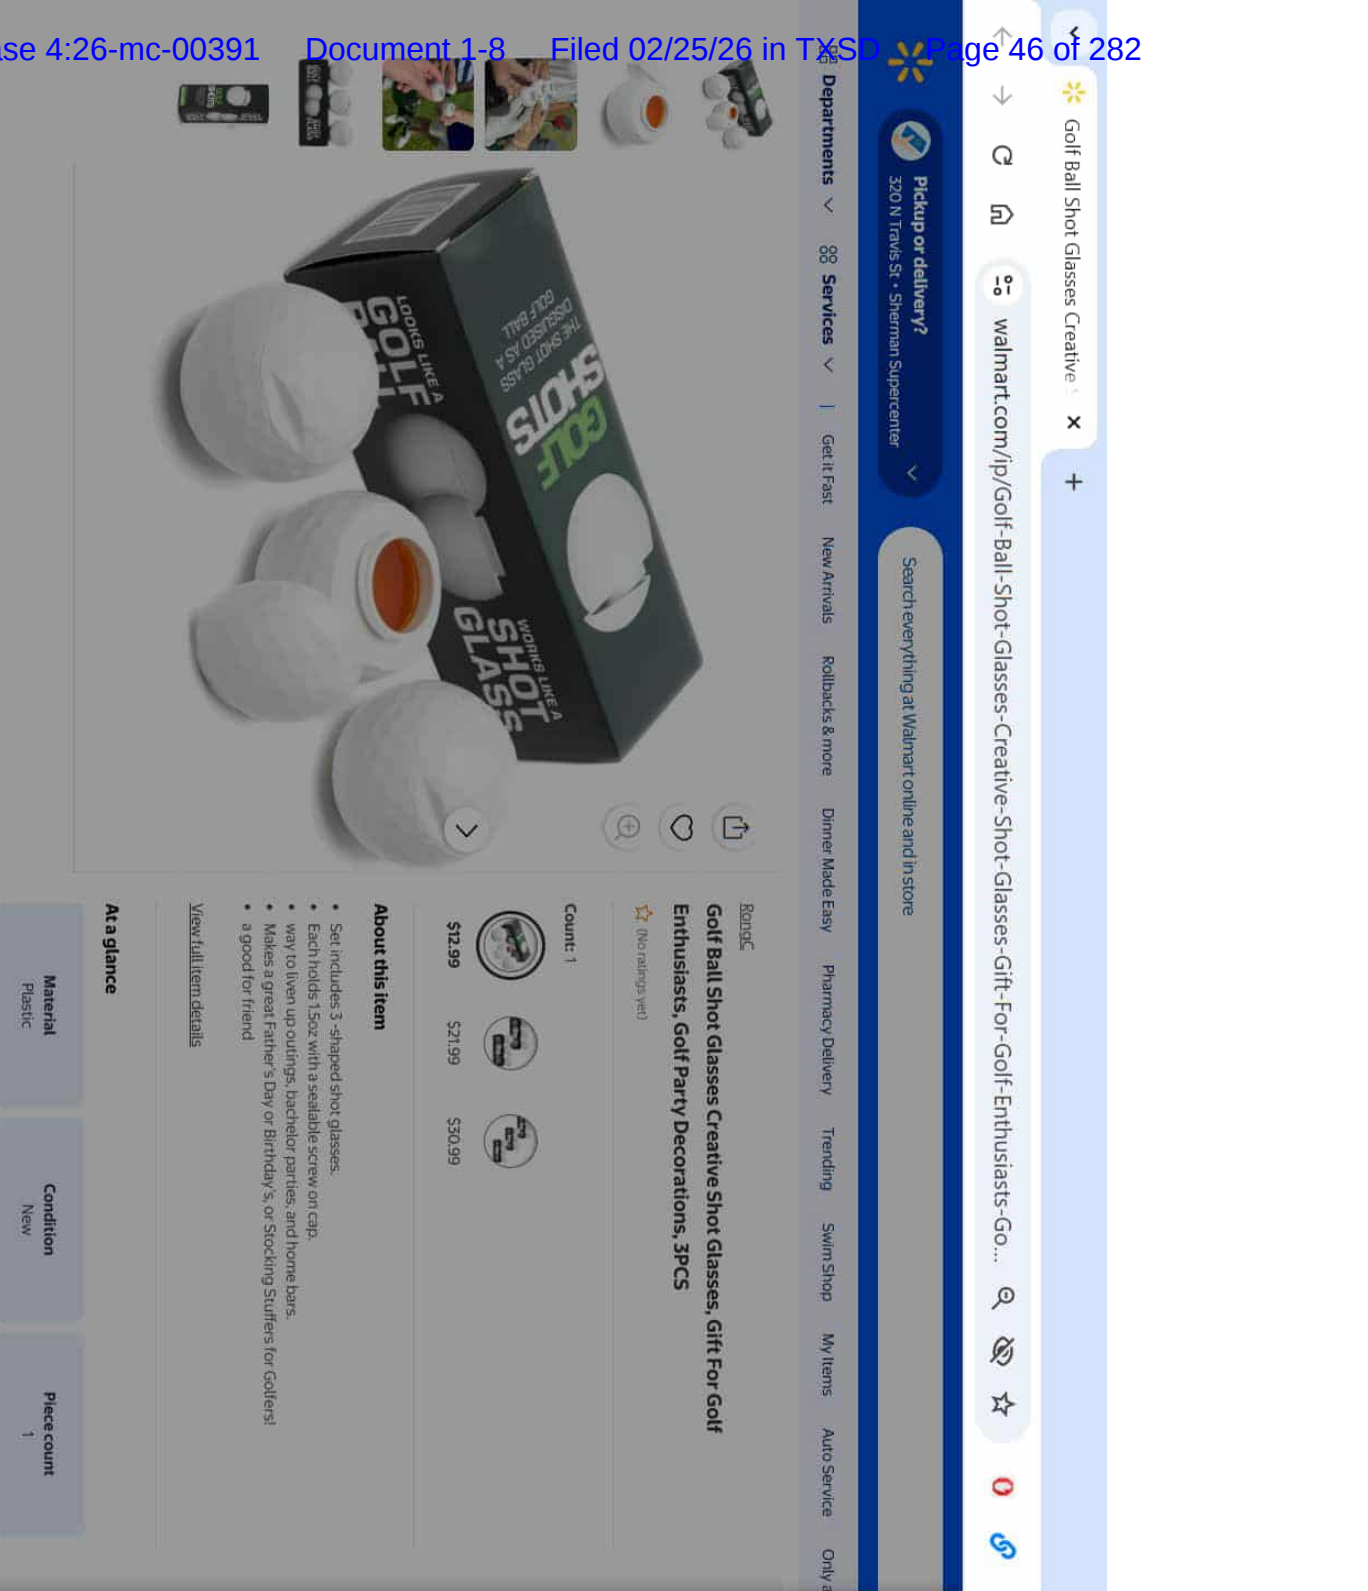 ase 4:26-mc-00391 Document 1-8 Filed 02/25/26 in TXSD Page 46 of 282
Golf Ball Shot Glasses Creative
walmart.com/ip/Golf-Ball-Shot-Glasses-Creative-Shot-Glasses-Gift-For-Golf-Enthusiasts-Go...
Pickup or delivery?
320 N Travis St • Sherman Supercenter
Search everything at Walmart online and in store
Departments Services | Get it Fast New Arrivals Rollbacks & more Dinner Made Easy Pharmacy Delivery Trending Swim Shop My Items Auto Service Only a
GOLF
SHOTS
THE SHOT GLASS
DISGUISED AS A
GOLF BALL
LOOKS LIKE A
GOLF
BALL
WORKS LIKE A
SHOT
GLASS
RongC
Golf Ball Shot Glasses Creative Shot Glasses, Gift For Golf
Enthusiasts, Golf Party Decorations, 3PCS
(No ratings yet)
Count: 1
$12.99 $21.99 $30.99
About this item
• Set includes 3 -shaped shot glasses.
• Each holds 1.5oz with a sealable screw on cap.
• way to liven up outings, bachelor parties, and home bars.
• Makes a great Father's Day or Birthday's, or Stocking Stuffers for Golfers!
• a good for friend
View full item details
At a glance
Material
Plastic
Condition
New
Piece count
1